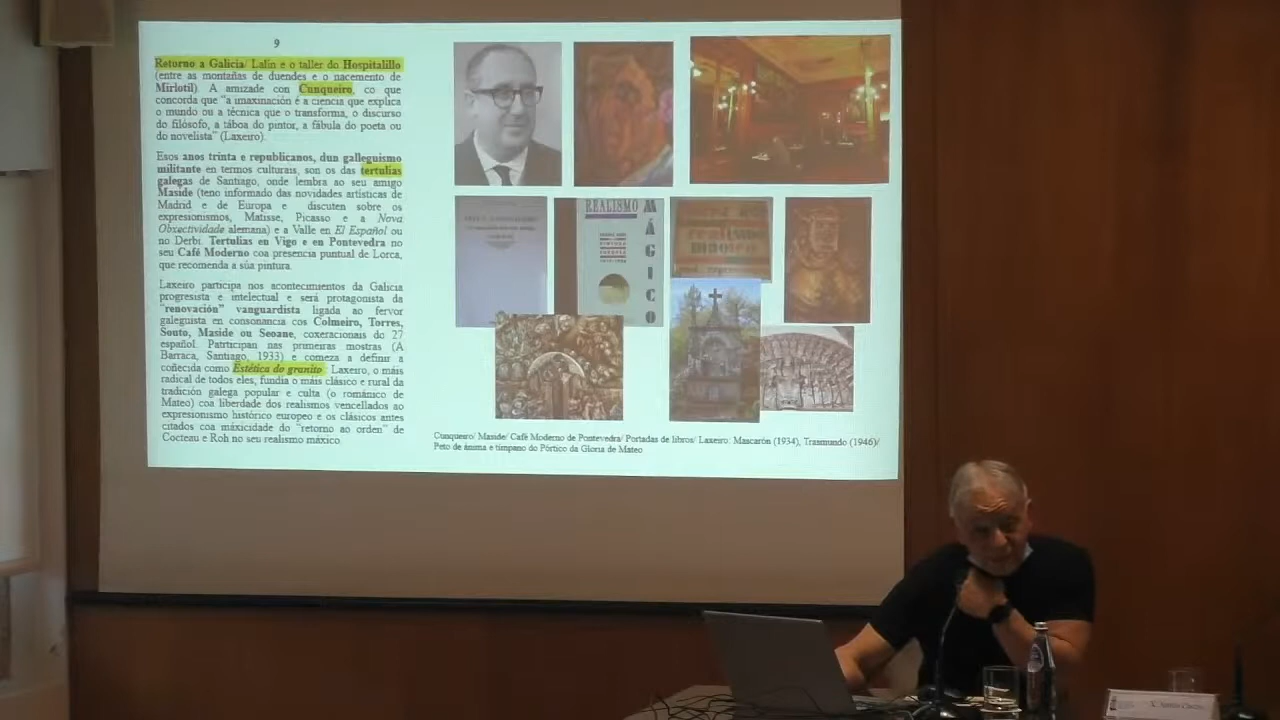 9
Retorno a Galicia/ Lalín e o taller do Hospitalillo
(entre as montañas de duendes e o nacemento de
Mirlotil). A amizade con Cunqueiro, co que
concorda que "a imaxinación é a ciencia que explica
o mundo ou a técnica que o transforma, o discurso
do filósofo, a táboa do pintor, a fábula do poeta ou
do novelista" (Laxeiro).
Esos anos trinta e republicanos, dun galleguismo
militante en termos culturais, son os das tertulias
galegas de Santiago, onde lembra ao seu amigo
Maside (teno informado das novidades artísticas de
Madrid e de Europa e discuten sobre os
expresionismos, Matisse, Picasso e a Nova
Obxectividade alemana) e a Valle en El Español ou
no Derbi. Tertulias en Vigo e en Pontevedra no
seu Café Moderno coa presencia puntual de Lorca,
que recomenda a súa pintura.
Laxeiro participa nos acontecimentos da Galicia
progresista e intelectual e será protagonista da
"renovación" vanguardista ligada ao fervor
galeguista en consonancia cos Colmeiro, Torres,
Souto, Maside ou Seoane, coxeracionais do 27
español. Patrticipan nas primeiras mostras (A
Barraca, Santiago, 1933) e comeza a definir a
coñecida como Estética do granito. Laxeiro, o máis
radical de todos eles, fundía o máis clásico e rural da
tradición galega popular e culta (o románico de
Mateo) coa liberdade dos realismos vencellados ao
expresionismo histórico europeo e os clásicos antes
citados coa máxicidade do "retorno ao orden" de
Cocteau e Roh no seu realismo máxico.
REALISMO
MÁGICO
realismo
mágico
Cunqueiro/ Maside/ Café Moderno de Pontevedra/ Portadas de libros/ Laxeiro: Mascarón (1934), Trasmundo (1946)/
Peto de ánima e tímpano do Pórtico da Gloria de Mateo